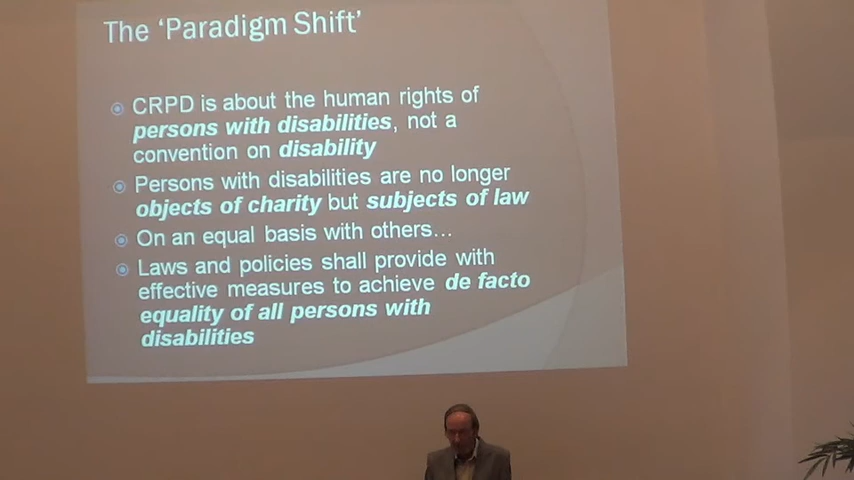 The 'Paradigm Shift'
CRPD is about the human rights of
persons with disabilities, not a
convention on disability
Persons with disabilities are no longer
objects of charity but subjects of law
On an equal basis with others...
Laws and policies shall provide with
effective measures to achieve de facto
equality of all persons with
disabilities